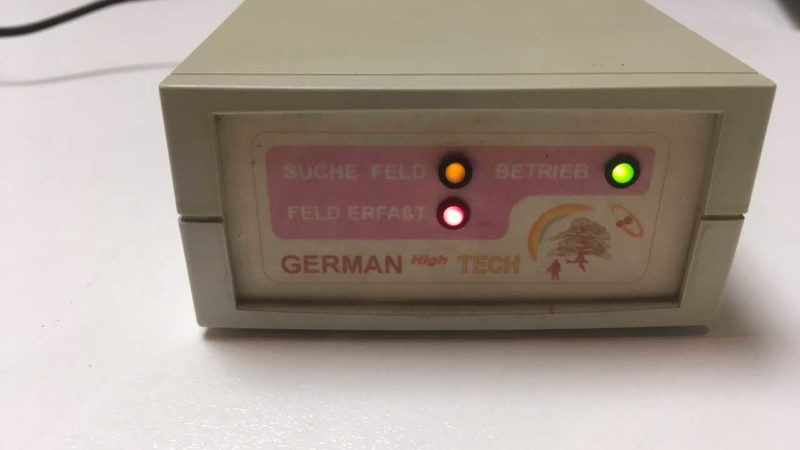 SUCHE FELD BETRIEB
FELD ERFAßT
GERMAN High TECH